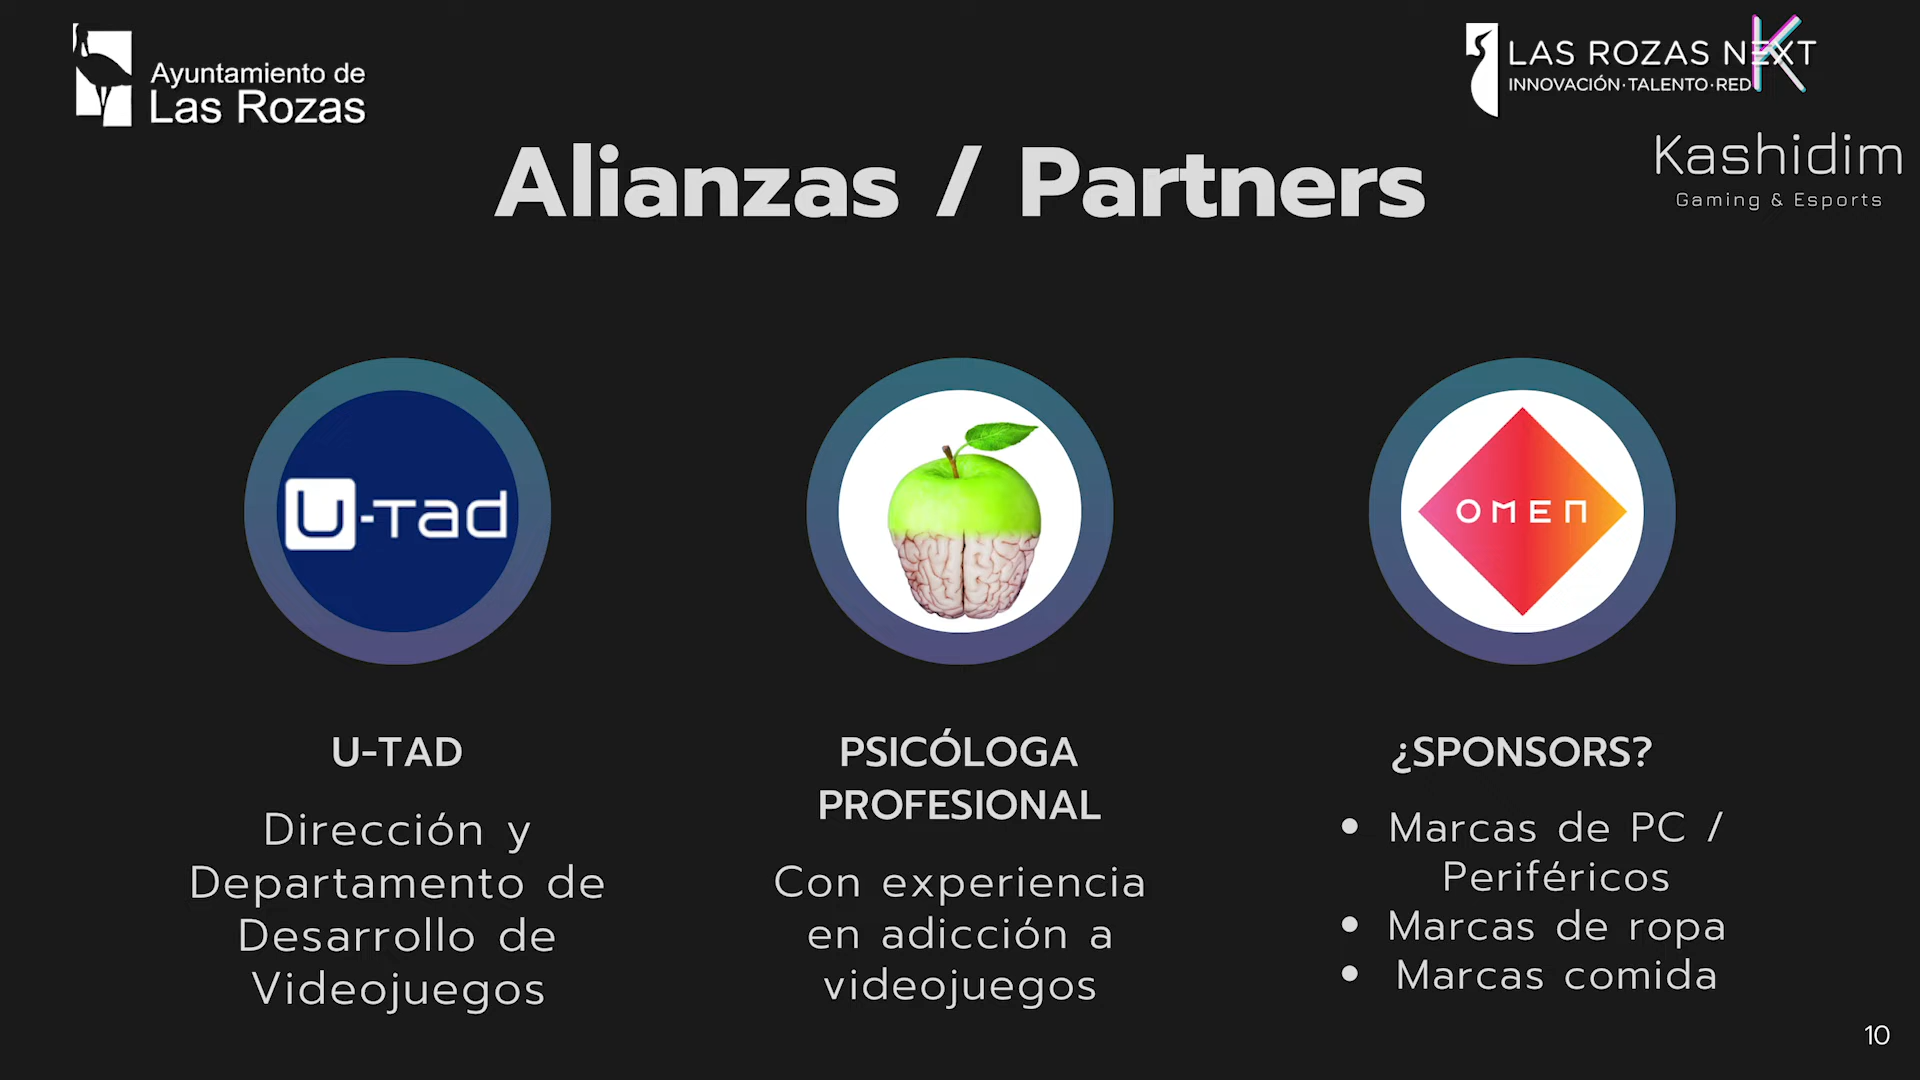 Ayuntamiento de
Las Rozas
LAS ROZAS NEXT
INNOVACIÓN·TALENTO·RED
Kashidim
Gaming & Esports
Alianzas / Partners
U-Tad
OMEN
U-TAD
Dirección y
Departamento de
Desarrollo de
Videojuegos
PSICÓLOGA
PROFESIONAL
Con experiencia
en adicción a
videojuegos
¿SPONSORS?
• Marcas de PC /
Periféricos
• Marcas de ropa
• Marcas comida
10